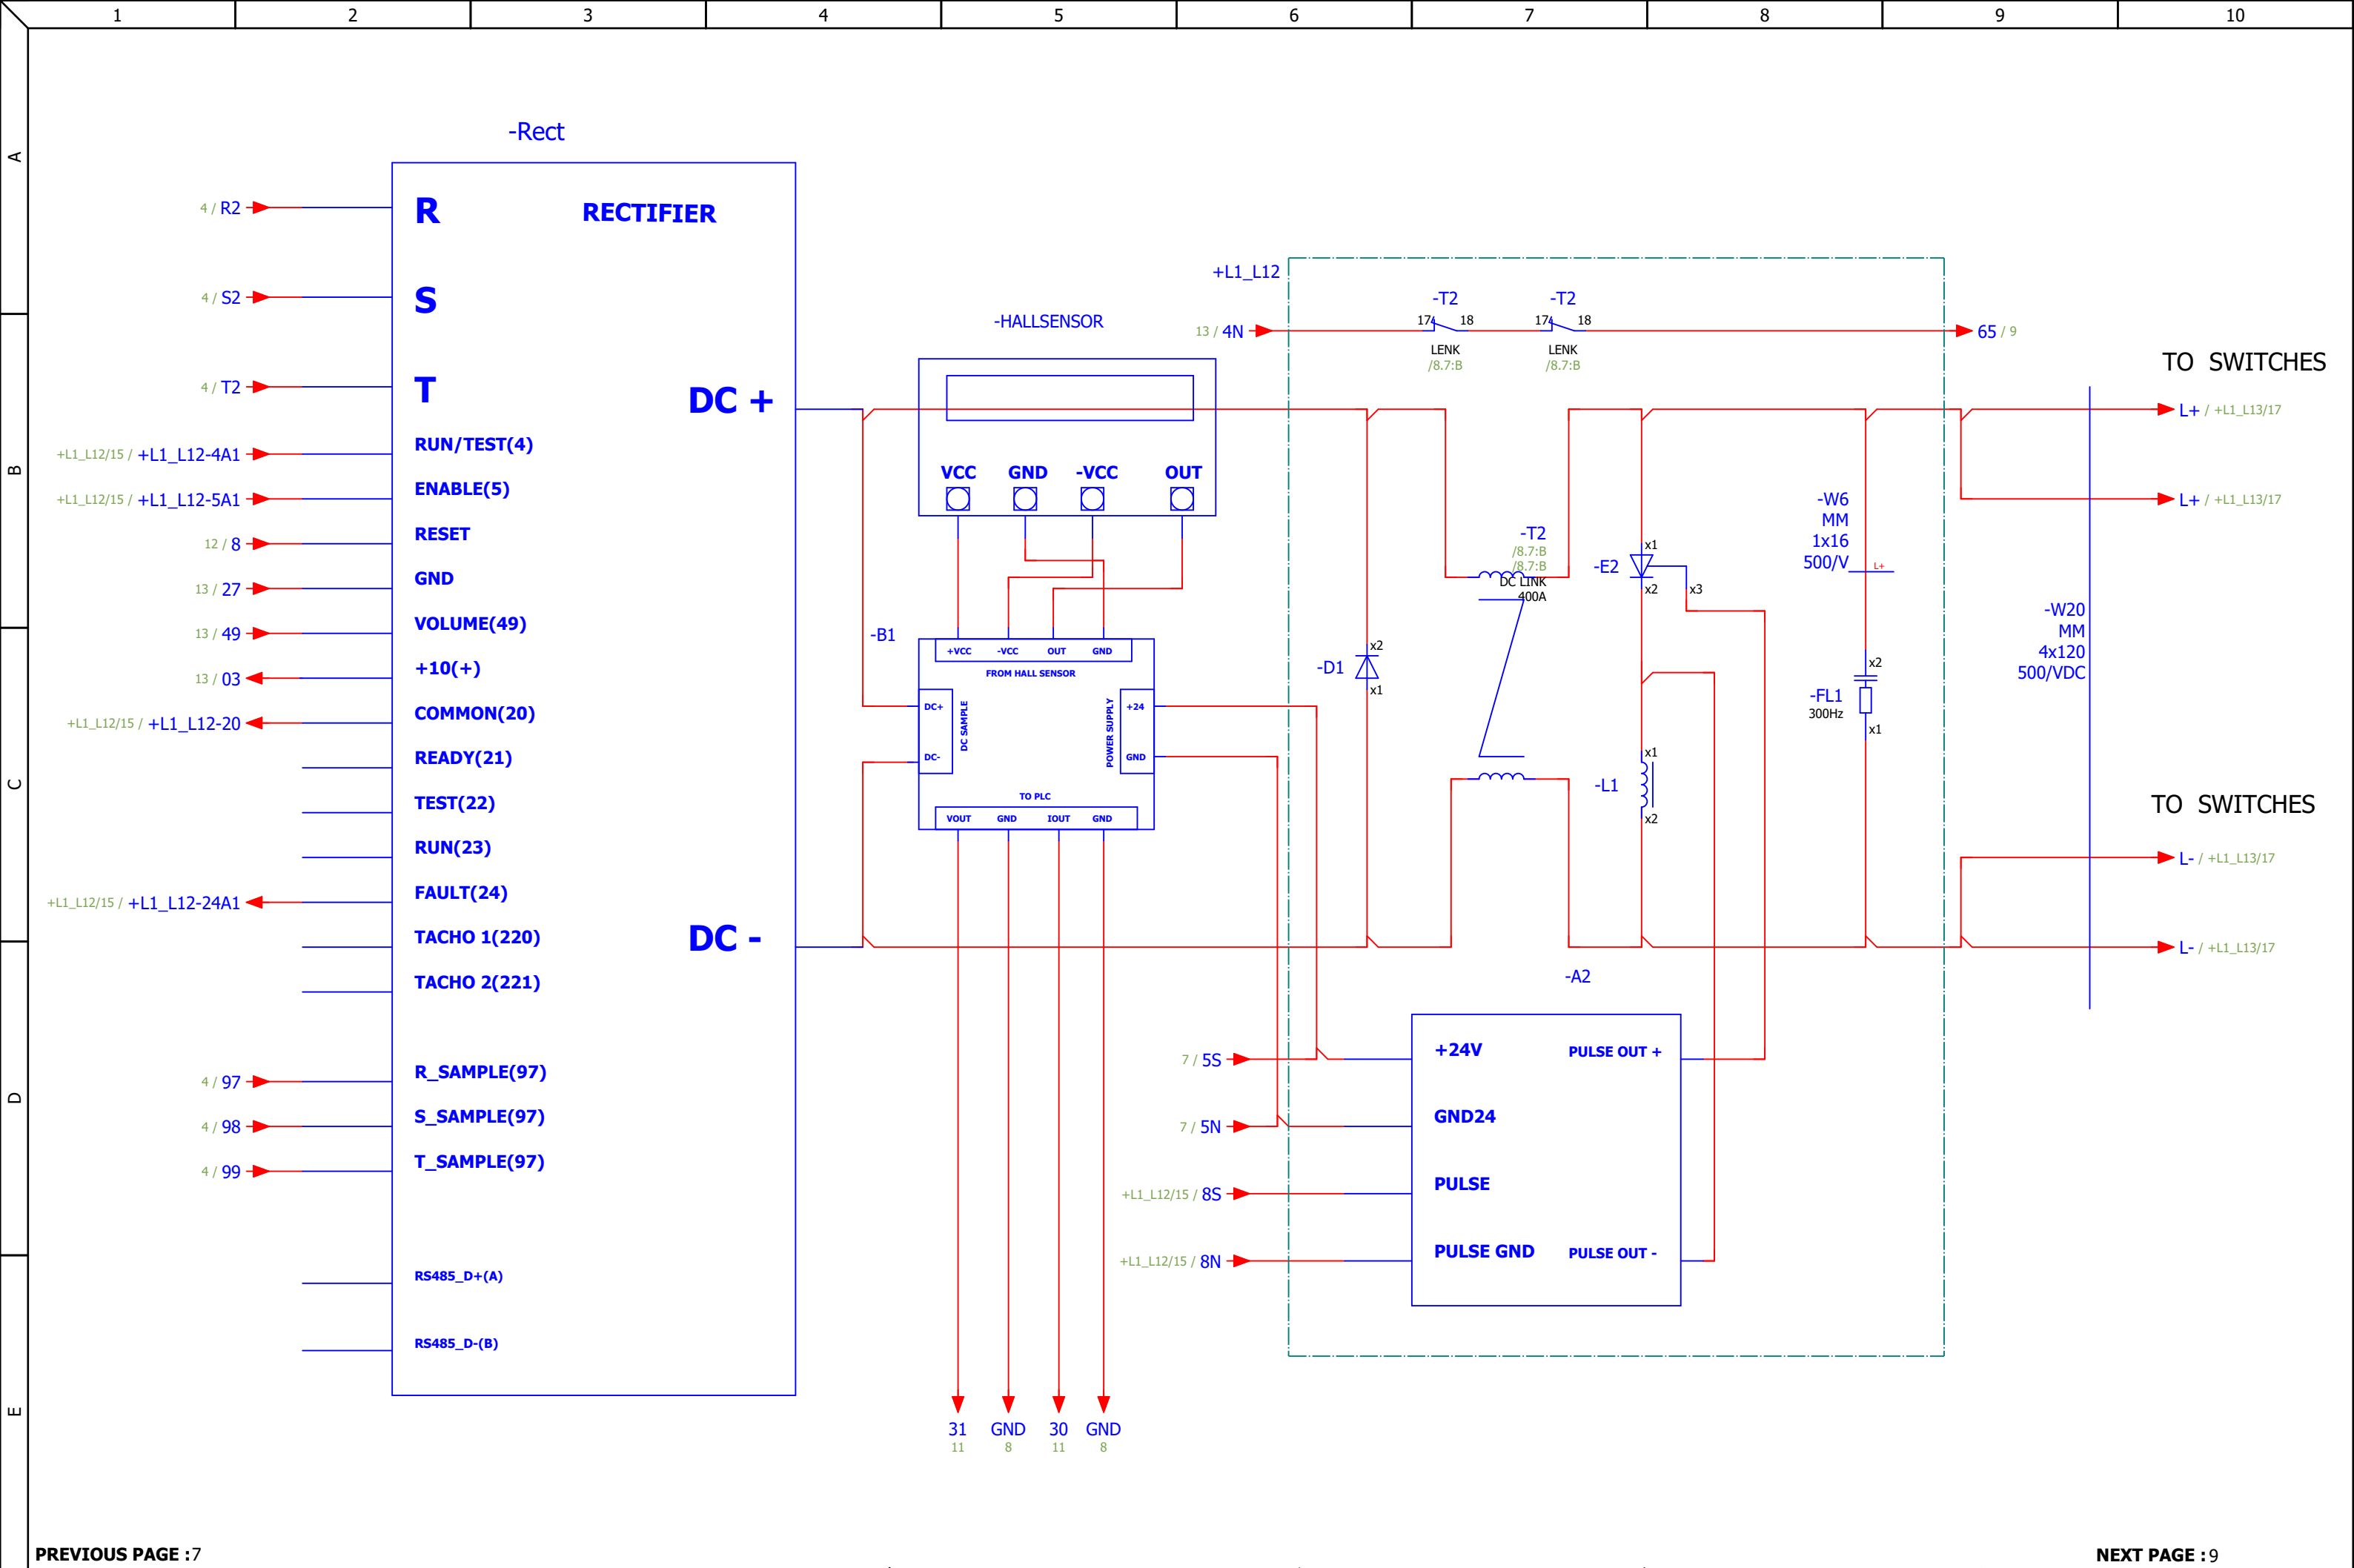 1 2 3 4 5 6 7 8 9 10
A
B
C
D
E
-Rect
RECTIFIER
4 / R2
R
4 / S2
S
4 / T2
T
DC +
+L1_L12/15 / +L1_L12-4A1
RUN/TEST(4)
+L1_L12/15 / +L1_L12-5A1
ENABLE(5)
12 / 8
RESET
13 / 27
GND
13 / 49
VOLUME(49)
13 / 03
+10(+)
+L1_L12/15 / +L1_L12-20
COMMON(20)
READY(21)
TEST(22)
RUN(23)
+L1_L12/15 / +L1_L12-24A1
FAULT(24)
TACHO 1(220)
DC -
TACHO 2(221)
4 / 97
R_SAMPLE(97)
4 / 98
S_SAMPLE(97)
4 / 99
T_SAMPLE(97)
RS485_D+(A)
RS485_D-(B)
-HALLSENSOR
VCC GND -VCC OUT
-B1
+VCC -VCC OUT GND
FROM HALL SENSOR
DC+
DC-
DC SAMPLE
POWER SUPPLY
+24
GND
TO PLC
VOUT GND IOUT GND
31 GND 30 GND
11 8 11 8
+L1_L12
13 / 4N
-T2
17 18
LENK
/8.7:B
-T2
17 18
LENK
/8.7:B
65 / 9
-D1
x2
x1
-T2
/8.7:B
/8.7:B
DC LINK
400A
-E2
x1
x2
x3
-L1
x1
x2
-W6
MM
1x16
500/V
L+
-FL1
300Hz
x2
x1
-W20
MM
4x120
500/VDC
TO SWITCHES
L+ / +L1_L13/17
L+ / +L1_L13/17
TO SWITCHES
L- / +L1_L13/17
L- / +L1_L13/17
-A2
7 / 5S
+24V
PULSE OUT +
7 / 5N
GND24
+L1_L12/15 / 8S
PULSE
+L1_L12/15 / 8N
PULSE GND
PULSE OUT -
PREVIOUS PAGE :7
NEXT PAGE :9